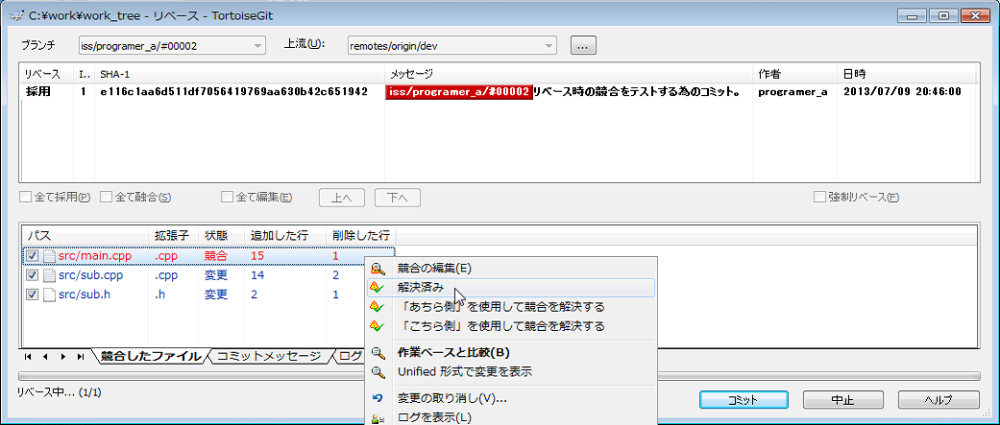 C:¥work¥work_tree - リベース - TortoiseGit
ブランチ iss/programer_a/#00002 上流(U): remotes/origin/dev ...
リベース I.. SHA-1 メッセージ 作者 日時
採用 1 e116c1aa6d511df7056419769aa630b42c651942 iss/programer_a/#00002 リベース時の競合をテストする為のコミット。 programer_a 2013/07/09 20:46:00
全て採用(P) 全て融合(S) 全て編集(E) 上へ 下へ 強制リベース(F)
パス 拡張子 状態 追加した行 削除した行
src/main.cpp .cpp 競合 15 1
src/sub.cpp .cpp 変更 14 2
src/sub.h .h 変更 2 1
競合の編集(E)
解決済み
「あちら側」を使用して競合を解決する
「こちら側」を使用して競合を解決する
作業ベースと比較(B)
Unified 形式で変更を表示
変更の取り消し(V)...
ログを表示(L)
競合したファイル コミットメッセージ ログ
リベース中... (1/1)
コミット 中止 ヘルプ